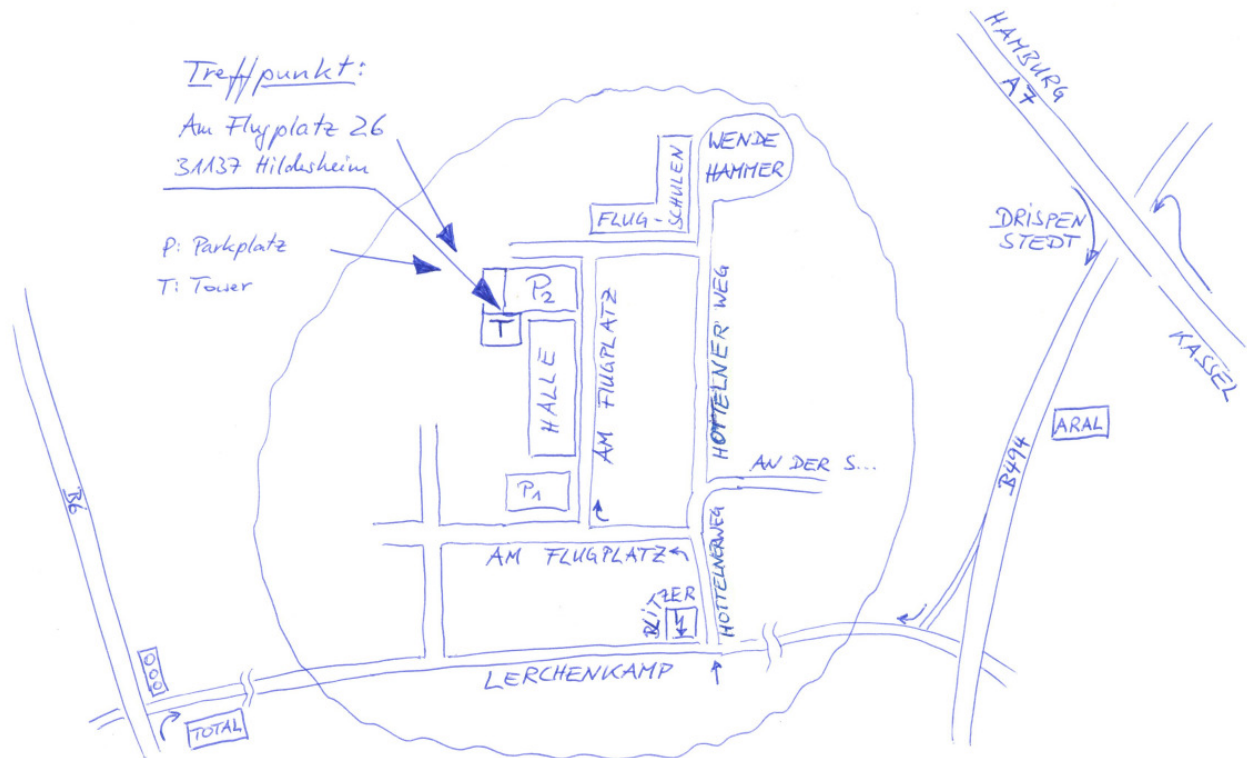 Treffpunkt:
Am Flugplatz 26
31137 Hildesheim
P: Parkplatz
T: Tower
HAMBURG
A7
KASSEL
DRISPEN
STEDT
WENDE
HAMMER
FLUG-
SCHULEN
P2
T
HALLE
AM FLUGPLATZ
HOTTELNER WEG
P1
AN DER S...
ARAL
B494
B6
AM FLUGPLATZ
HOTTELNERWEG
BLITZER
LERCHENKAMP
TOTAL